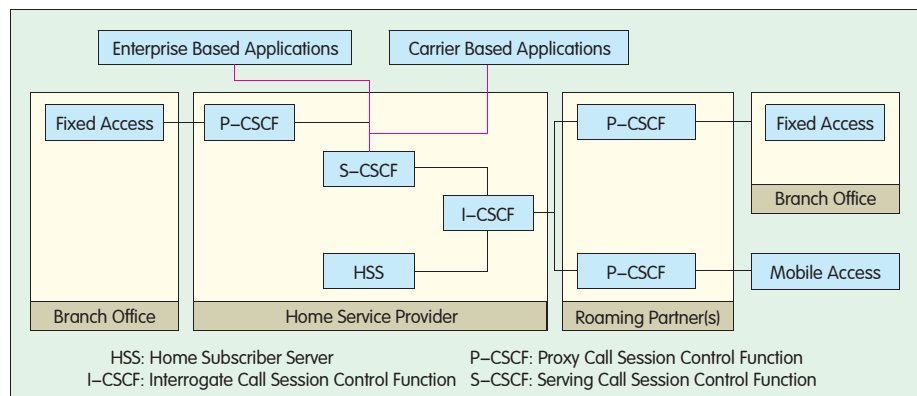 Enterprise Based Applications
Carrier Based Applications
Fixed Access
P–CSCF
P–CSCF
Fixed Access
S–CSCF
Branch Office
I–CSCF
HSS
P–CSCF
Mobile Access
Branch Office
Home Service Provider
Roaming Partner(s)
HSS: Home Subscriber Server
P–CSCF: Proxy Call Session Control Function
I–CSCF: Interrogate Call Session Control Function
S–CSCF: Serving Call Session Control Function